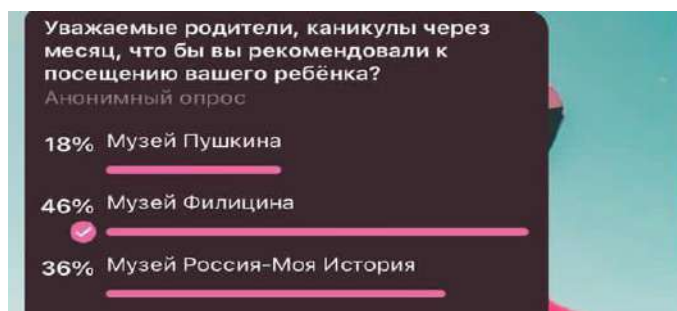 Уважаемые родители, каникулы через
месяц, что бы вы рекомендовали к
посещению вашего ребёнка?
Анонимный опрос
18% Музей Пушкина
46% Музей Филицина
36% Музей Россия-Моя История